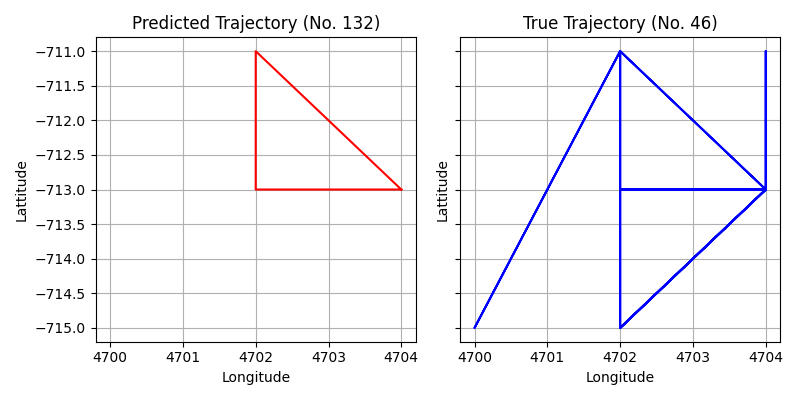 Predicted Trajectory (No. 132)
−711.0
−711.5
−712.0
−712.5
−713.0
−713.5
−714.0
−714.5
−715.0
Lattitude
4700 4701 4702 4703 4704
Longitude
True Trajectory (No. 46)
Lattitude
4700 4701 4702 4703 4704
Longitude